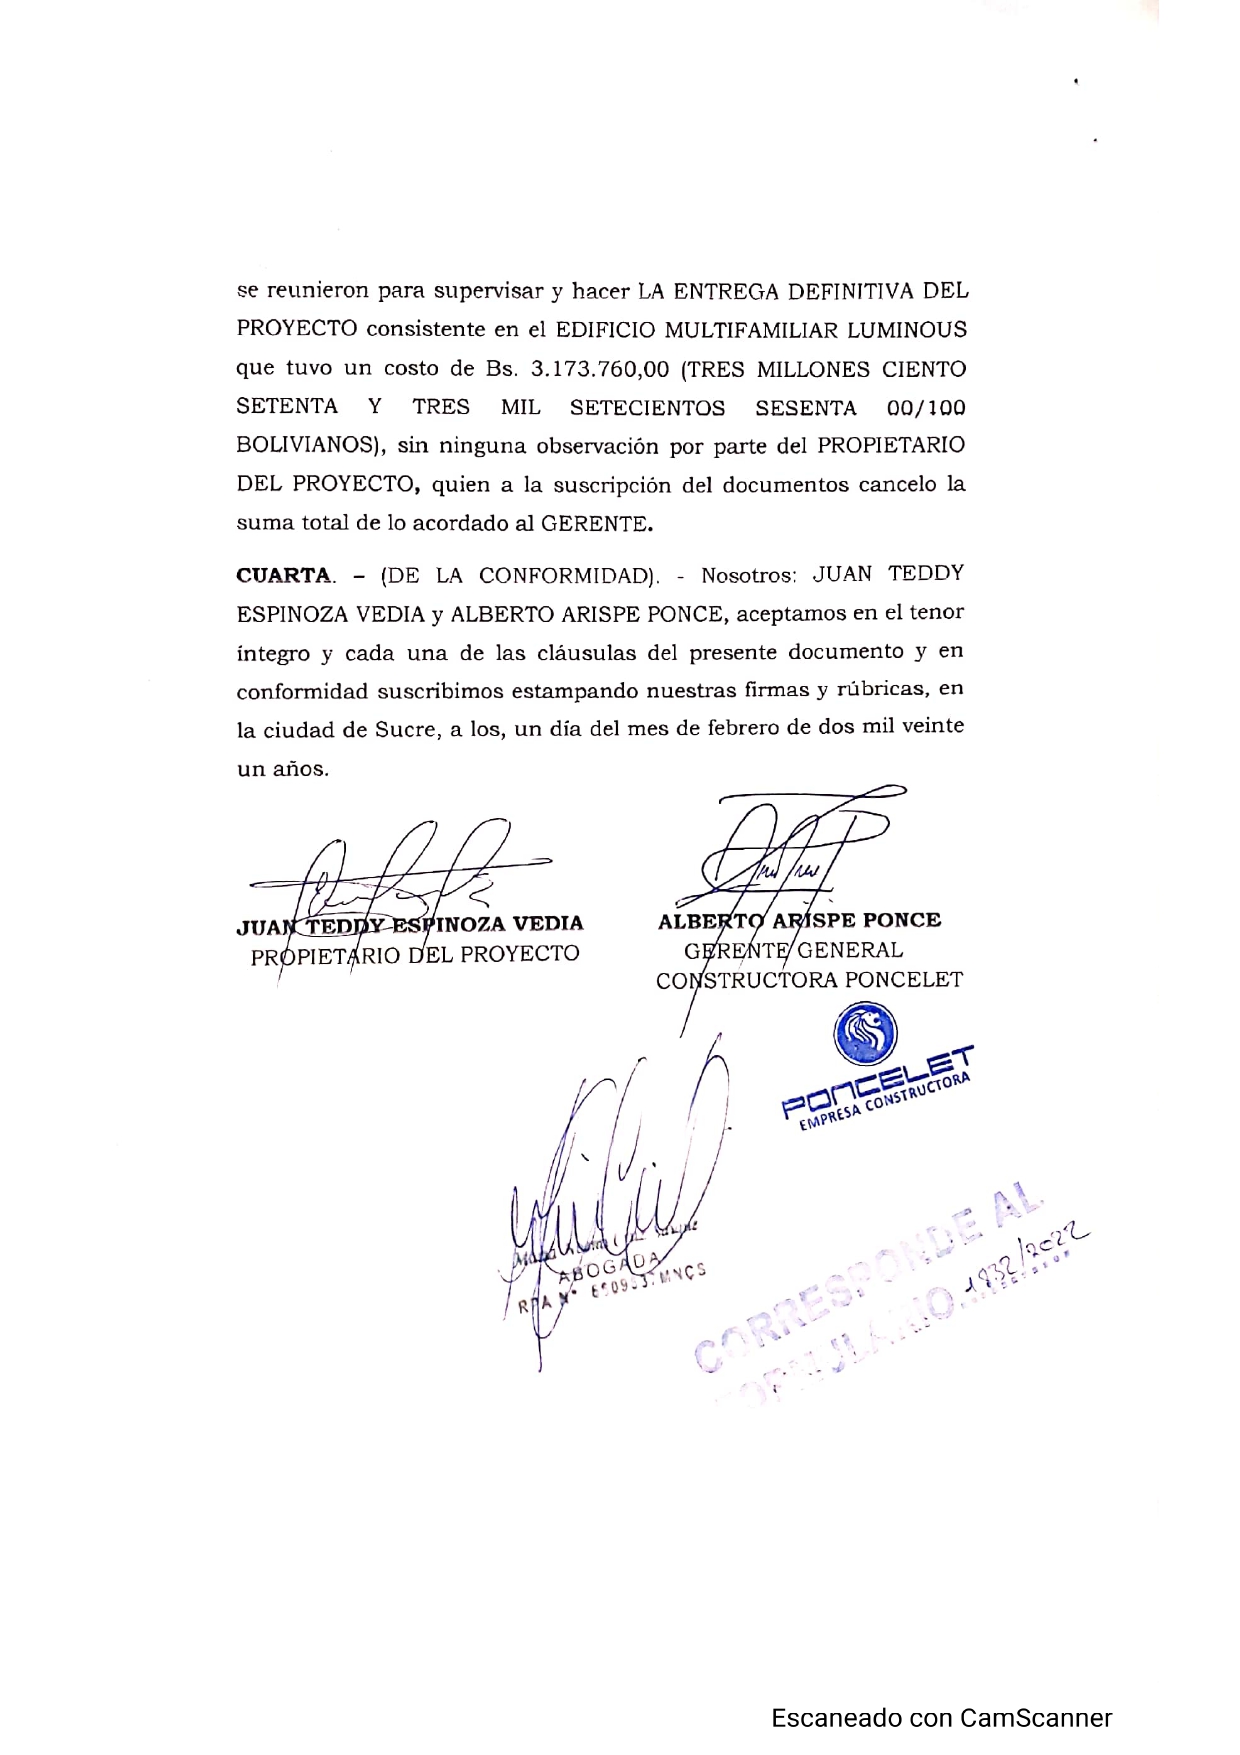 se reunieron para supervisar y hacer LA ENTREGA DEFINITIVA DEL
PROYECTO consistente en el EDIFICIO MULTIFAMILIAR LUMINOUS
que tuvo un costo de Bs. 3.173.760,00 (TRES MILLONES CIENTO
SETENTA Y TRES MIL SETECIENTOS SESENTA 00/100
BOLIVIANOS), sin ninguna observación por parte del PROPIETARIO
DEL PROYECTO, quien a la suscripción del documentos cancelo la
suma total de lo acordado al GERENTE.
CUARTA. – (DE LA CONFORMIDAD). - Nosotros: JUAN TEDDY
ESPINOZA VEDIA y ALBERTO ARISPE PONCE, aceptamos en el tenor
íntegro y cada una de las cláusulas del presente documento y en
conformidad suscribimos estampando nuestras firmas y rúbricas, en
la ciudad de Sucre, a los, un día del mes de febrero de dos mil veinte
un años.
JUAN TEDDY ESPINOZA VEDIA
PROPIETARIO DEL PROYECTO
ALBERTO ARISPE PONCE
GERENTE GENERAL
CONSTRUCTORA PONCELET
PONCELET
EMPRESA CONSTRUCTORA
ABOGADA
RPA N°
CORRESPONDE AL
FORMULARIO 1932/2022
Escaneado con CamScanner